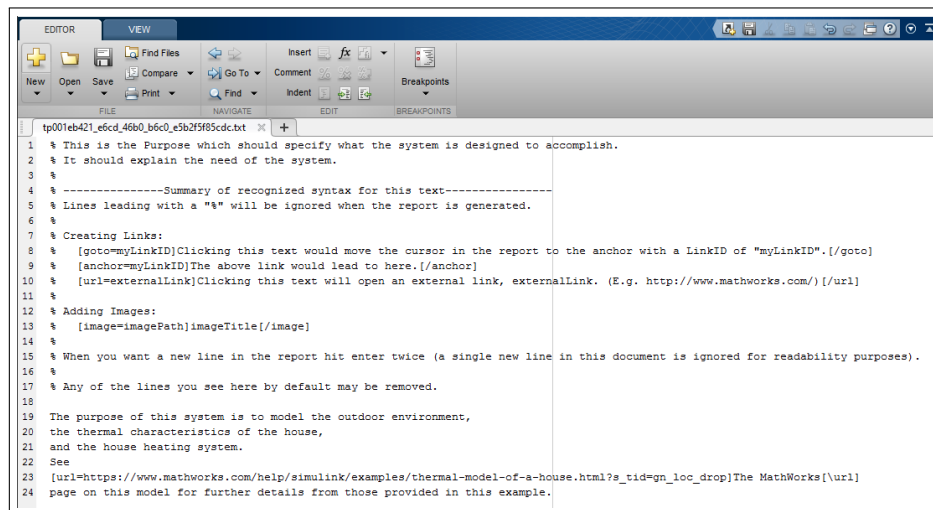 EDITOR VIEW
Find Files
Compare
Print
New Open Save
FILE
Go To
Find
NAVIGATE
Insert fx
Comment
Indent
EDIT
Breakpoints
BREAKPOINTS
tp001eb421_e6cd_46b0_b6c0_e5b2f5f85cdc.txt × +
1 % This is the Purpose which should specify what the system is designed to accomplish.
2 % It should explain the need of the system.
3 %
4 % ---------------Summary of recognized syntax for this text----------------
5 % Lines leading with a "%" will be ignored when the report is generated.
6 %
7 % Creating Links:
8 %   [goto=myLinkID]Clicking this text would move the cursor in the report to the anchor with a LinkID of "myLinkID".[/goto]
9 %   [anchor=myLinkID]The above link would lead to here.[/anchor]
10 %   [url=externalLink]Clicking this text will open an external link, externalLink. (E.g. http://www.mathworks.com/)[/url]
11 %
12 % Adding Images:
13 %   [image=imagePath]imageTitle[/image]
14 %
15 % When you want a new line in the report hit enter twice (a single new line in this document is ignored for readability purposes).
16 %
17 % Any of the lines you see here by default may be removed.
18
19 The purpose of this system is to model the outdoor environment,
20 the thermal characteristics of the house,
21 and the house heating system.
22 See
23 [url=https://www.mathworks.com/help/simulink/examples/thermal-model-of-a-house.html?s_tid=gn_loc_drop]The MathWorks[\url]
24 page on this model for further details from those provided in this example.